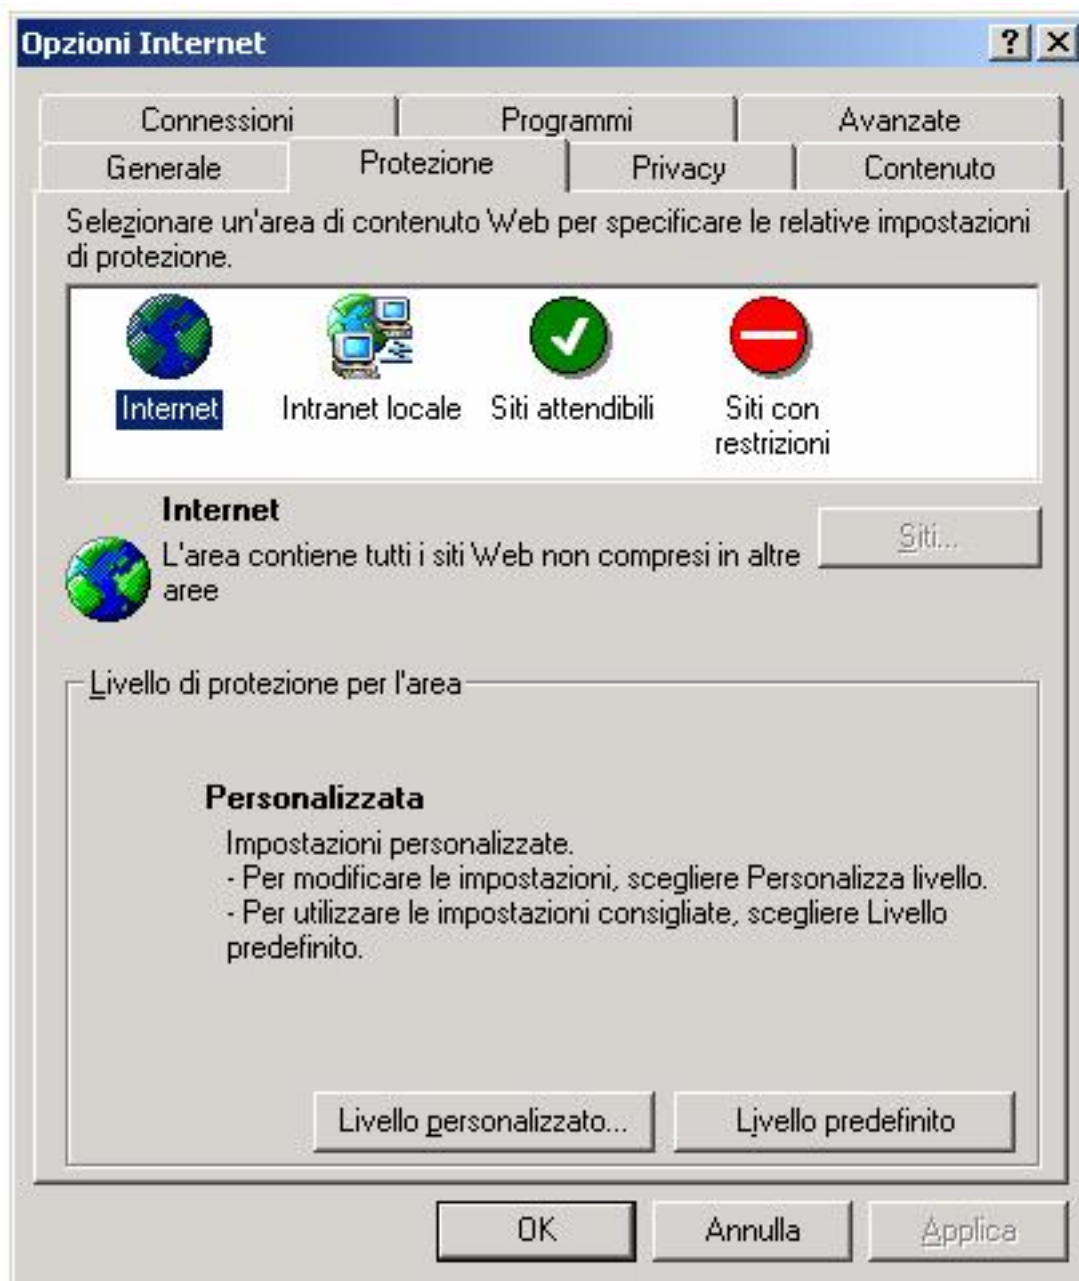 Opzioni Internet
Connessioni Programmi Avanzate
Generale Protezione Privacy Contenuto
Selezionare un'area di contenuto Web per specificare le relative impostazioni
di protezione.
Internet Intranet locale Siti attendibili Siti con
restrizioni
Internet
Siti...
L'area contiene tutti i siti Web non compresi in altre
aree
Livello di protezione per l'area
Personalizzata
Impostazioni personalizzate.
- Per modificare le impostazioni, scegliere Personalizza livello.
- Per utilizzare le impostazioni consigliate, scegliere Livello
predefinito.
Livello personalizzato... Livello predefinito
OK Annulla Applica